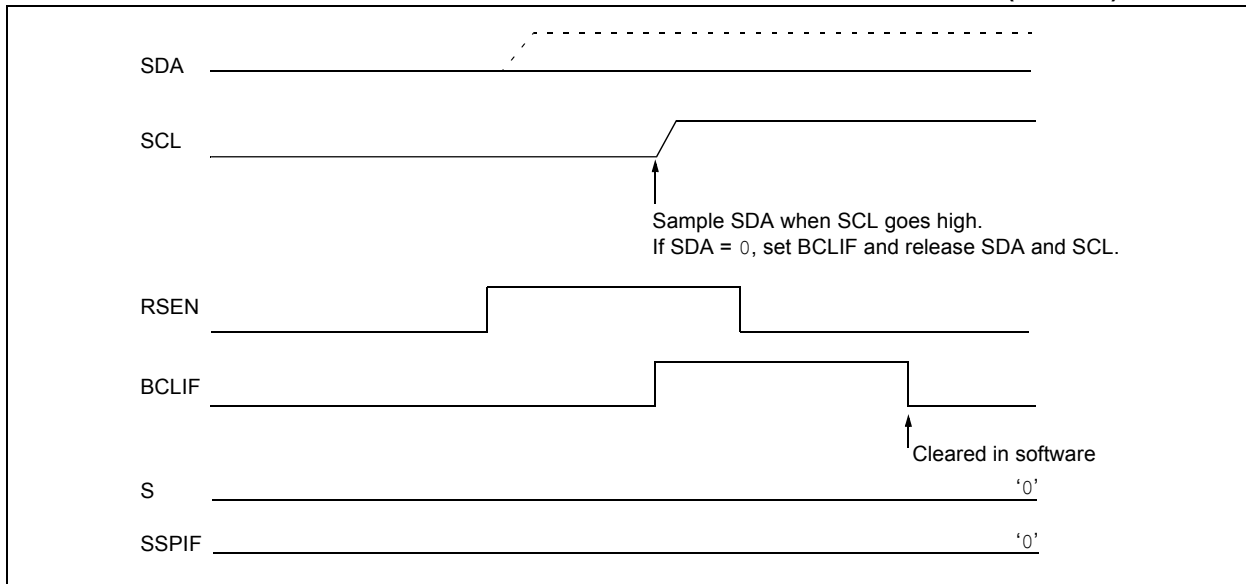 SDA
SCL
Sample SDA when SCL goes high.
If SDA = 0, set BCLIF and release SDA and SCL.
RSEN
BCLIF
Cleared in software
S
‘0’
SSPIF
‘0’